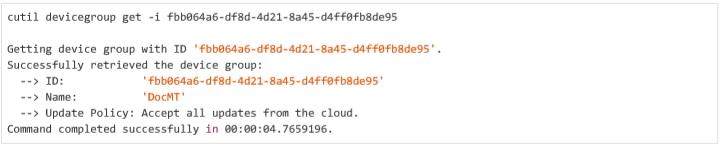 cutil devicegroup get -i fbb064a6-df8d-4d21-8a45-d4ff0fb8de95
Getting device group with ID 'fbb064a6-df8d-4d21-8a45-d4ff0fb8de95'.
Successfully retrieved the device group:
--> ID: 'fbb064a6-df8d-4d21-8a45-d4ff0fb8de95'
--> Name: 'DocMT'
--> Update Policy: Accept all updates from the cloud.
Command completed successfully in 00:00:04.7659196.